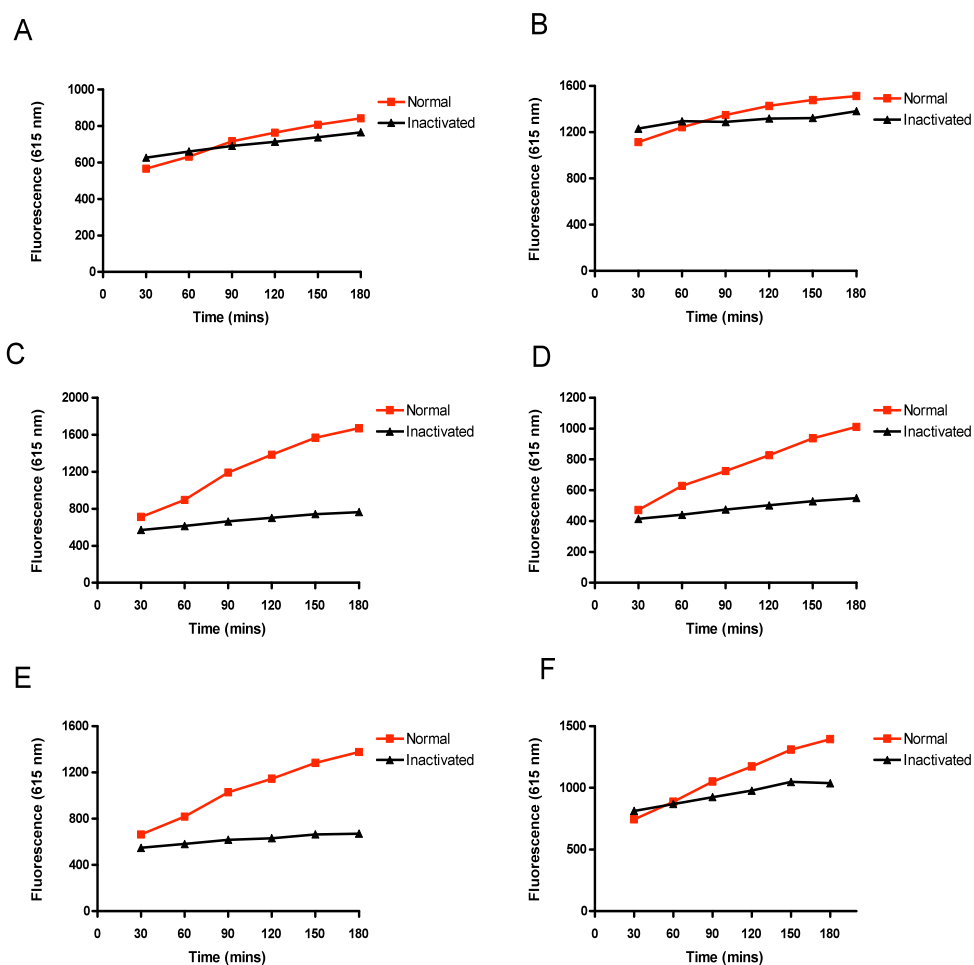 A
Fluorescence (615 nm)
1000
800
600
400
200
0
0 30 60 90 120 150 180
Time (mins)
Normal
Inactivated
B
Fluorescence (615 nm)
1600
1200
800
400
0
0 30 60 90 120 150 180
Time (mins)
Normal
Inactivated
C
Fluorescence (615 nm)
2000
1600
1200
800
400
0
0 30 60 90 120 150 180
Time (mins)
Normal
Inactivated
D
Fluorescence (615 nm)
1200
1000
800
600
400
200
0
0 30 60 90 120 150 180
Time (mins)
Normal
Inactivated
E
Fluorescence (615 nm)
1600
1200
800
400
0
0 30 60 90 120 150 180
Time (mins)
Normal
Inactivated
F
Fluorescence (615 nm)
1500
1000
500
0
0 30 60 90 120 150 180
Time (mins)
Normal
Inactivated